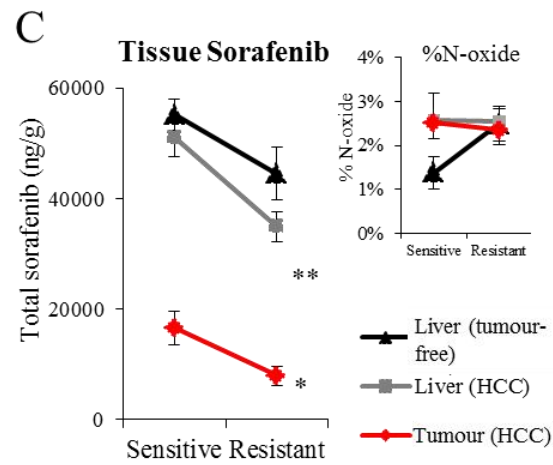 C
Tissue Sorafenib
%N-oxide
Total sorafenib (ng/g)
60000
40000
20000
0
Sensitive Resistant
**
*
% N-oxide
4%
3%
2%
1%
0%
Sensitive Resistant
Liver (tumour-
free)
Liver (HCC)
Tumour (HCC)